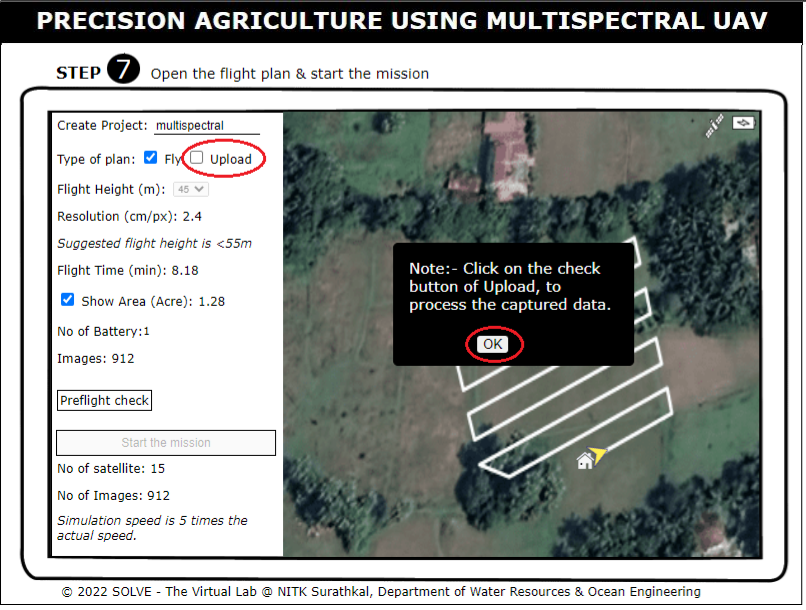 PRECISION AGRICULTURE USING MULTISPECTRAL UAV
STEP 7 Open the flight plan & start the mission
Create Project: multispectral
Type of plan: Fly Upload
Flight Height (m): 45
Resolution (cm/px): 2.4
Suggested flight height is <55m
Flight Time (min): 8.18
Show Area (Acre): 1.28
No of Battery:1
Images: 912
Preflight check
Start the mission
No of satellite: 15
No of Images: 912
Simulation speed is 5 times the
actual speed.
Note:- Click on the check
button of Upload, to
process the captured data.
OK
© 2022 SOLVE - The Virtual Lab @ NITK Surathkal, Department of Water Resources & Ocean Engineering